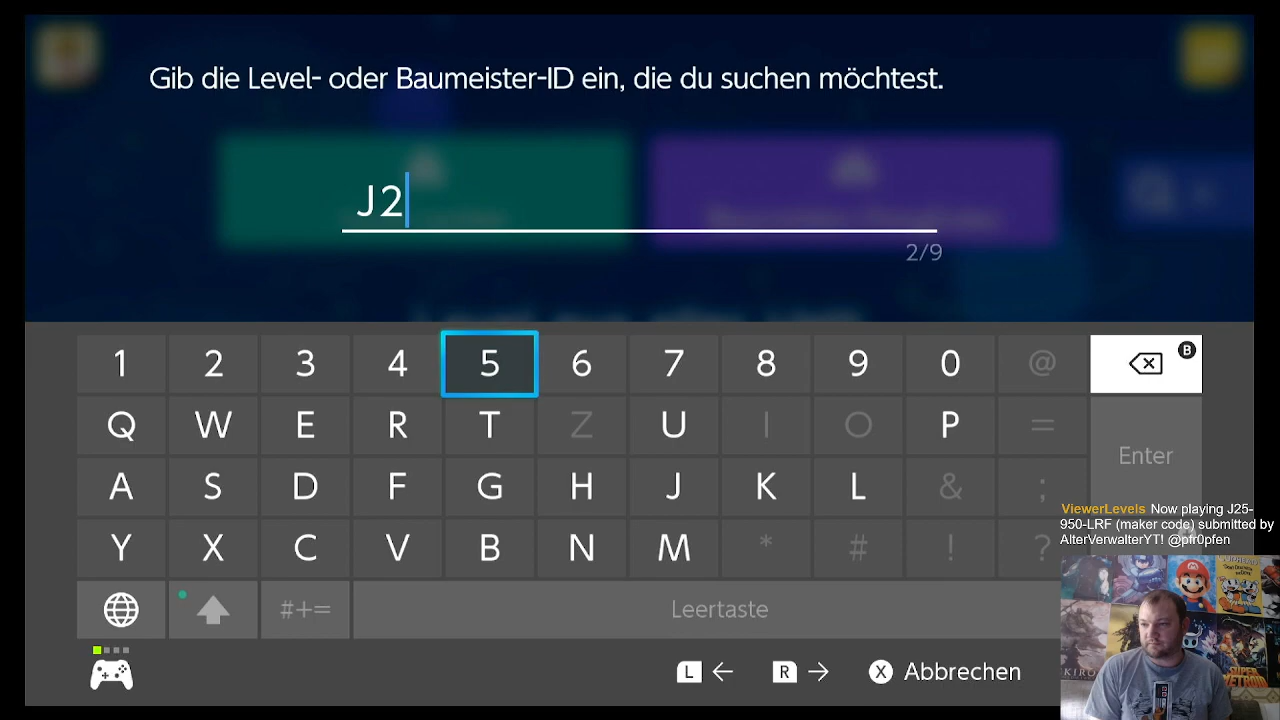 Gib die Level- oder Baumeister-ID ein, die du suchen möchtest.
J2
2/9
1 2 3 4 5 6 7 8 9 0 @ B
Q W E R T Z U I O P =
Enter
A S D F G H J K L & ;
ViewerLevels Now playing J25-
950-LRF (maker code) submitted by
AlterVerwalterYT! @pfr0pfen
Y X C V B N M * # ! ?
#+= Leertaste
L ← R → X Abbrechen